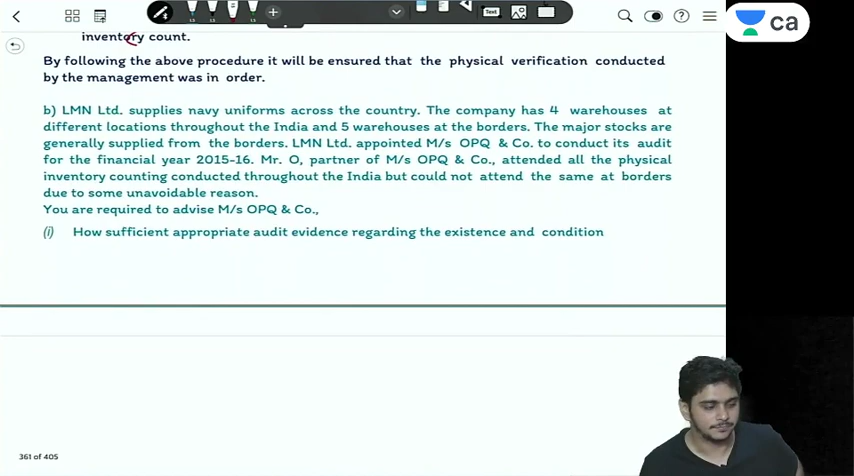 Text
ca
inventory count.
By following the above procedure it will be ensured that the physical verification conducted
by the management was in order.
b) LMN Ltd. supplies navy uniforms across the country. The company has 4 warehouses at
different locations throughout the India and 5 warehouses at the borders. The major stocks are
generally supplied from the borders. LMN Ltd. appointed M/s OPQ & Co. to conduct its audit
for the financial year 2015-16. Mr. O, partner of M/s OPQ & Co., attended all the physical
inventory counting conducted throughout the India but could not attend the same at borders
due to some unavoidable reason.
You are required to advise M/s OPQ & Co.,
(i) How sufficient appropriate audit evidence regarding the existence and condition
361 of 405